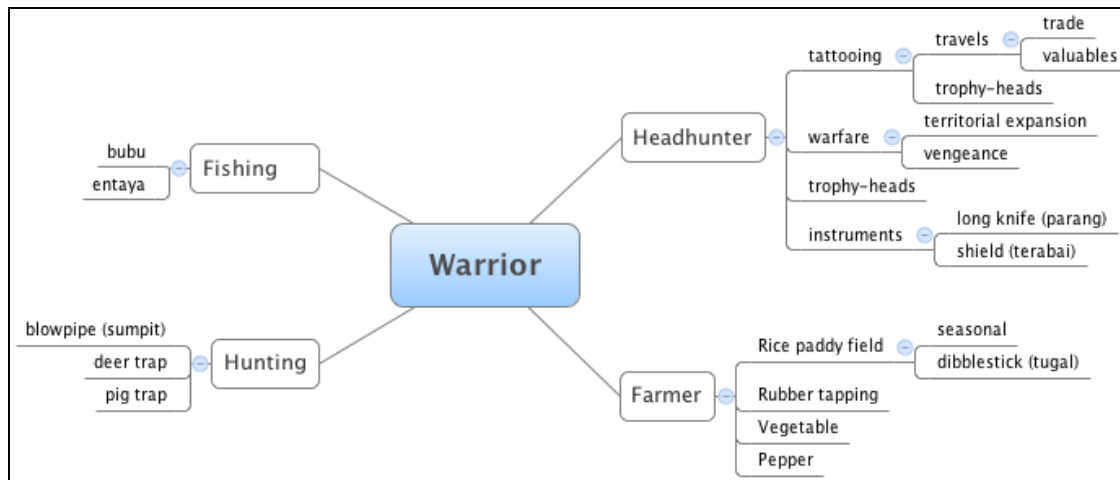 Warrior
Headhunter
tattooing
travels
trade
valuables
trophy-heads
warfare
territorial expansion
vengeance
trophy-heads
instruments
long knife (parang)
shield (terabai)
Farmer
Rice paddy field
seasonal
dibblestick (tugal)
Rubber tapping
Vegetable
Pepper
Fishing
bubu
entaya
Hunting
blowpipe (sumpit)
deer trap
pig trap